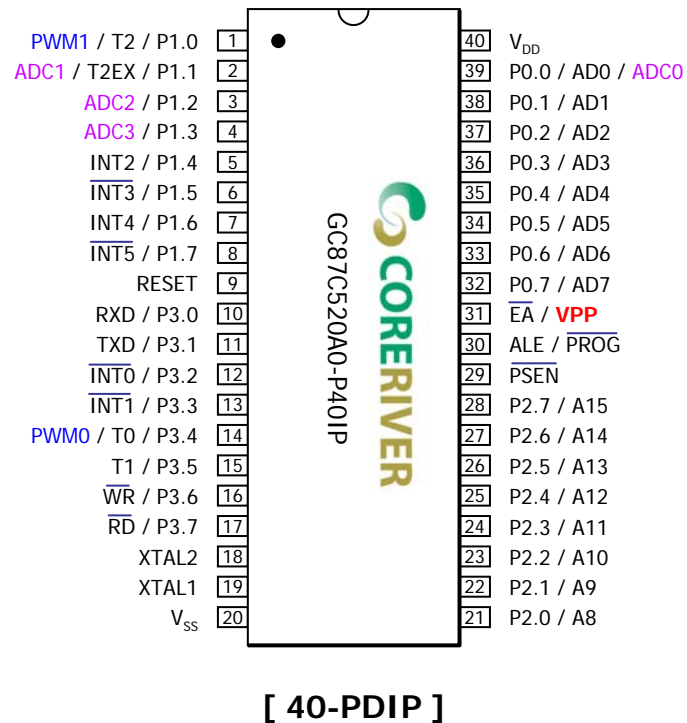 PWM1 / T2 / P1.0 1
ADC1 / T2EX / P1.1 2
ADC2 / P1.2 3
ADC3 / P1.3 4
INT2 / P1.4 5
INT3 / P1.5 6
INT4 / P1.6 7
INT5 / P1.7 8
RESET 9
RXD / P3.0 10
TXD / P3.1 11
INT0 / P3.2 12
INT1 / P3.3 13
PWM0 / T0 / P3.4 14
T1 / P3.5 15
WR / P3.6 16
RD / P3.7 17
XTAL2 18
XTAL1 19
VSS 20
GC87C520A0-P40IP
CORERIVER
40 VDD
39 P0.0 / AD0 / ADC0
38 P0.1 / AD1
37 P0.2 / AD2
36 P0.3 / AD3
35 P0.4 / AD4
34 P0.5 / AD5
33 P0.6 / AD6
32 P0.7 / AD7
31 EA / VPP
30 ALE / PROG
29 PSEN
28 P2.7 / A15
27 P2.6 / A14
26 P2.5 / A13
25 P2.4 / A12
24 P2.3 / A11
23 P2.2 / A10
22 P2.1 / A9
21 P2.0 / A8
[ 40-PDIP ]